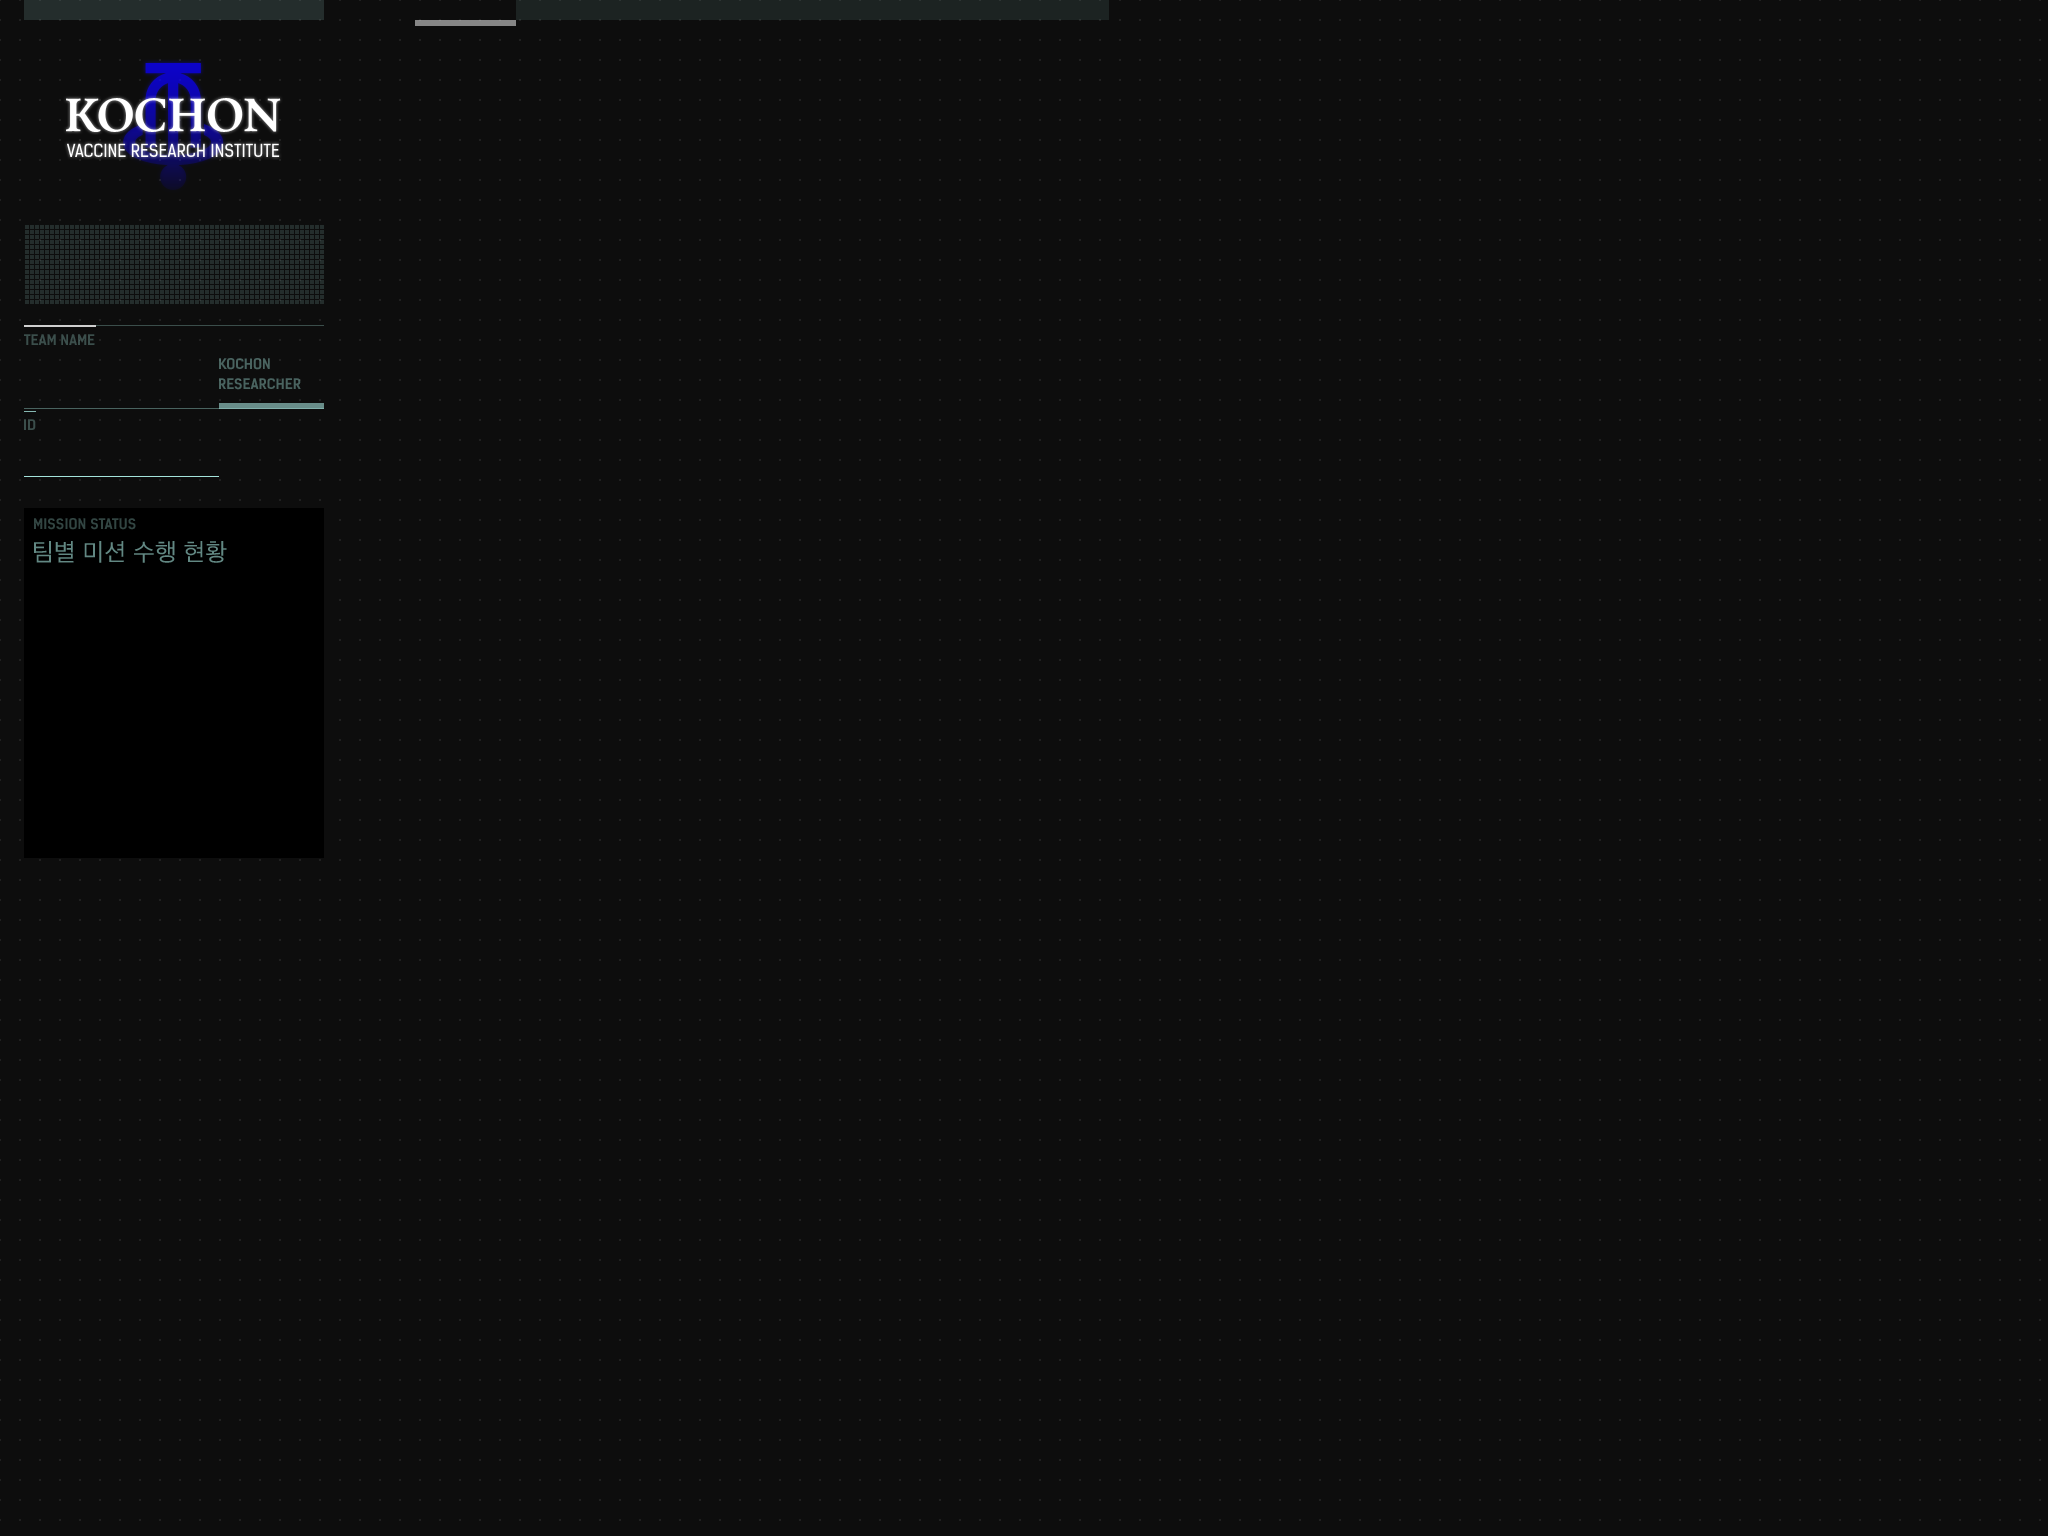 KOCHON
VACCINE RESEARCH INSTITUTE
TEAM NAME
KOCHON
RESEARCHER
ID
MISSION STATUS
팀별 미션 수행 현황